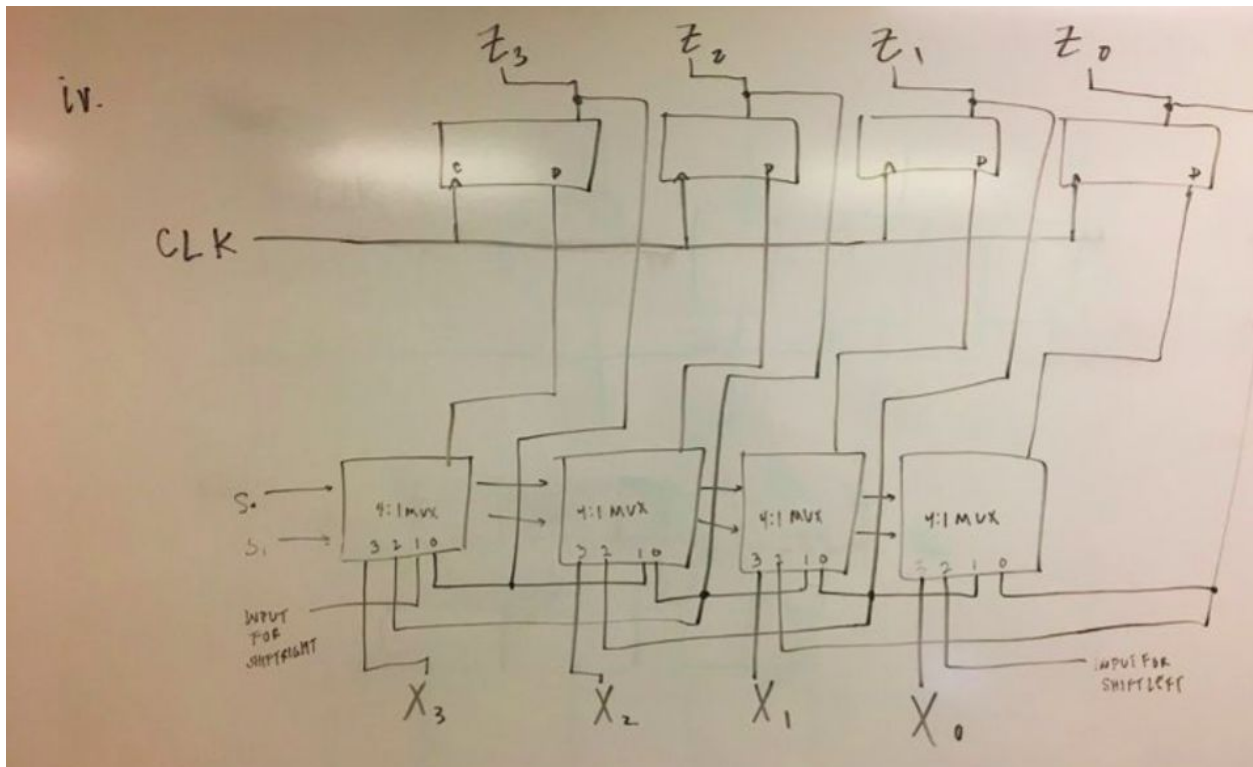 iv.
Z3 Z2 Z1 Z0
C D D D D
CLK
S0
S1
4:1 MUX 4:1 MUX 4:1 MUX 4:1 MUX
3 2 1 0 3 2 1 0 3 2 1 0 3 2 1 0
INPUT
FOR
SHIFTRIGHT
INPUT FOR
SHIFT LEFT
X3 X2 X1 X0